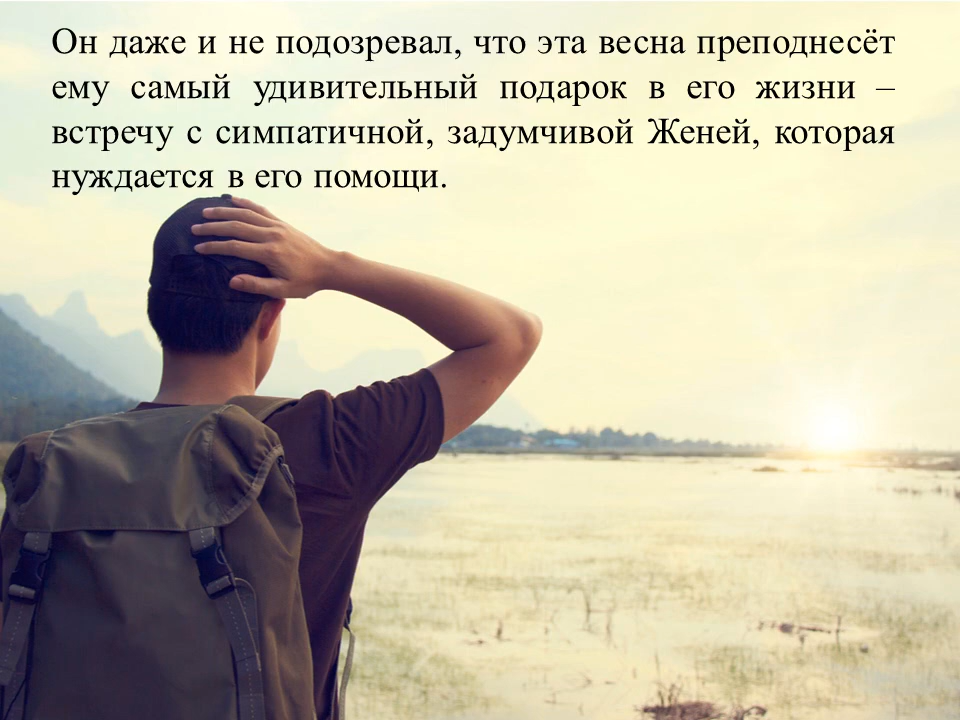 Он даже и не подозревал, что эта весна преподнесёт
ему самый удивительный подарок в его жизни –
встречу с симпатичной, задумчивой Женей, которая
нуждается в его помощи.